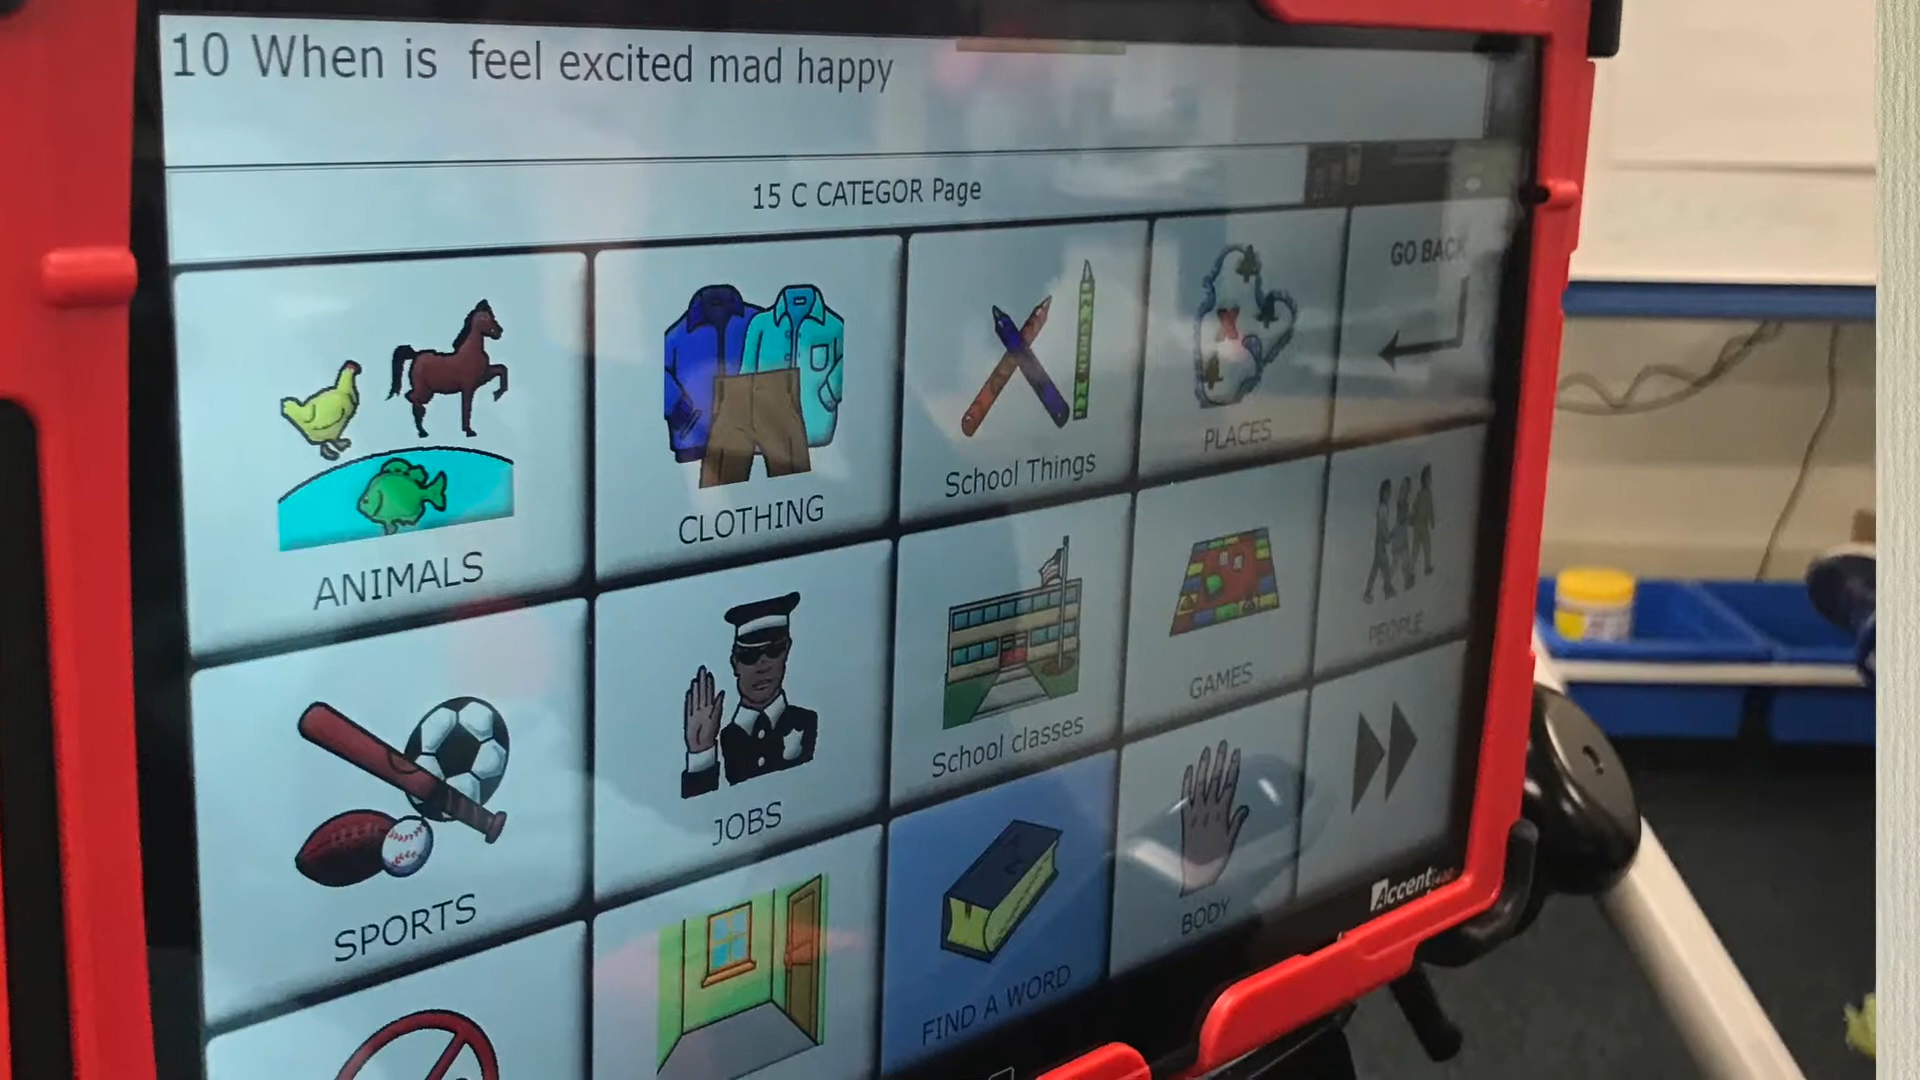 10 When is feel excited mad happy
15 C CATEGOR Page
ANIMALS
CLOTHING
School Things
PLACES
GO BACK
SPORTS
JOBS
School classes
GAMES
PEOPLE
FIND A WORD
BODY
Accent